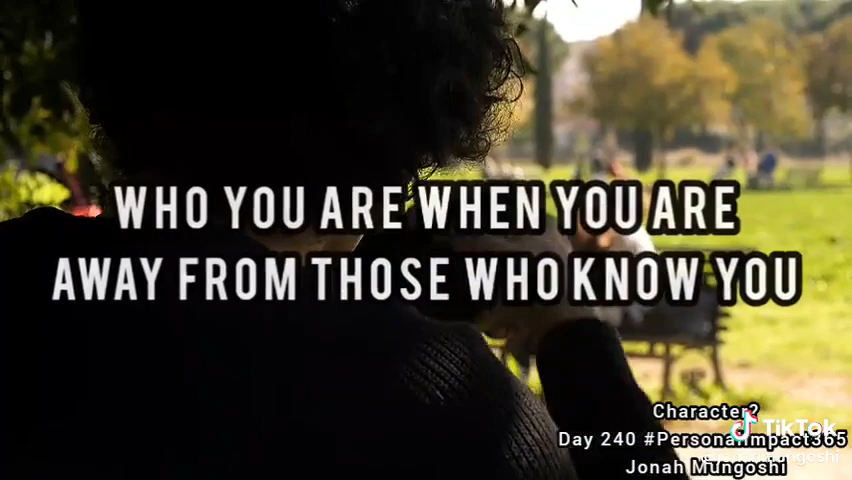 WHO YOU ARE WHEN YOU ARE
AWAY FROM THOSE WHO KNOW YOU
Character?
TikTok
Day 240 #PersonalImpact365
Jonah Mungoshi